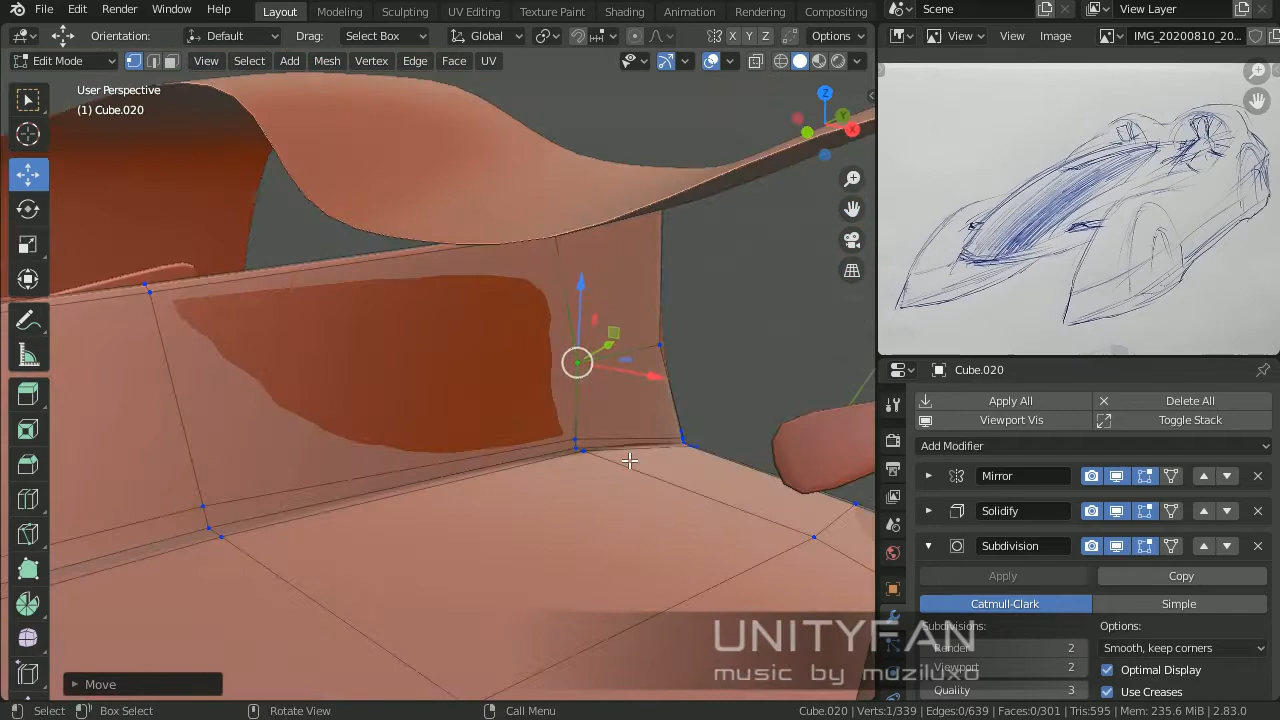 File Edit Render Window Help Layout Modeling Sculpting UV Editing Texture Paint Shading Animation Rendering Compositing Scene View Layer
Orientation: Default Drag: Select Box Global X Y Z Options View View Image IMG_20200810_20...
Edit Mode View Select Add Mesh Vertex Edge Face UV
User Perspective
(1) Cube.020
Z
Y
X
Cube.020
Apply All Delete All
Viewport Vis Toggle Stack
Add Modifier
Mirror
Solidify
Subdivision
Apply Copy
Catmull-Clark Simple
Subdivisions: Options:
Render 2 Smooth, keep corners
Viewport 2 Optimal Display
Quality 3 Use Creases
UNITYFAN
music by muziluxo
Move
Select Box Select Rotate View Call Menu Cube.020 | Verts:1/339 | Edges:0/639 | Faces:0/301 | Tris:595 | Mem: 235.6 MiB | 2.83.0